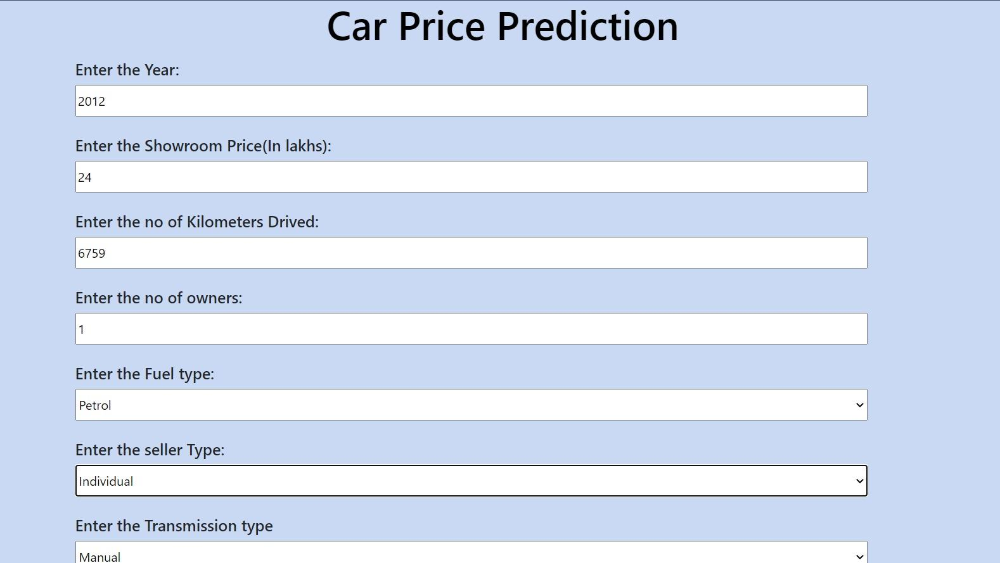 Car Price Prediction
Enter the Year:
2012
Enter the Showroom Price(In lakhs):
24
Enter the no of Kilometers Drived:
6759
Enter the no of owners:
1
Enter the Fuel type:
Petrol
Enter the seller Type:
Individual
Enter the Transmission type
Manual